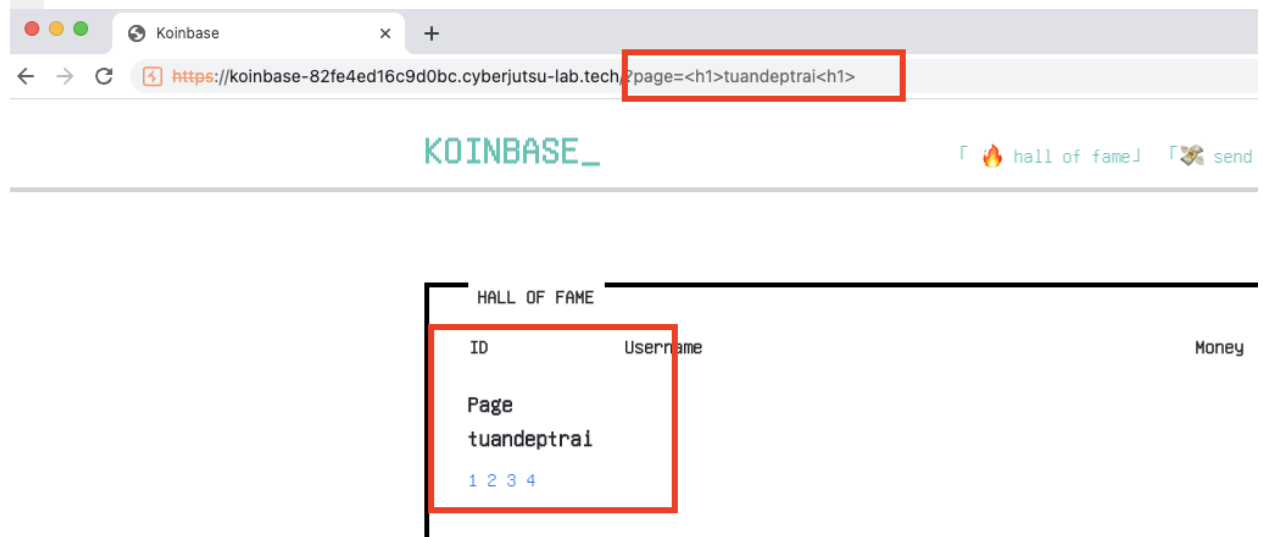 Koinbase
https://koinbase-82fe4ed16c9d0bc.cyberjutsu-lab.tech/?page=<h1>tuandeptrai<h1>
KOINBASE_
「🔥 hall of fame」 「💸 send
HALL OF FAME
ID Username Money
Page
tuandeptrai
1 2 3 4